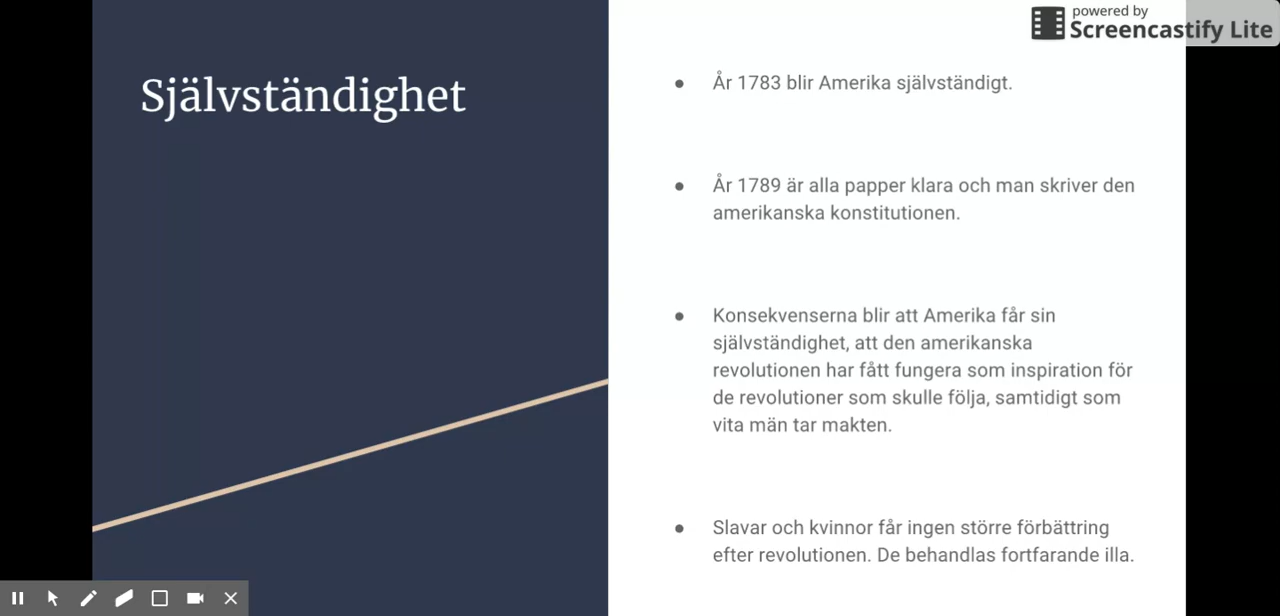 powered by
Screencastify Lite
Självständighet
● År 1783 blir Amerika självständigt.
● År 1789 är alla papper klara och man skriver den
amerikanska konstitutionen.
● Konsekvenserna blir att Amerika får sin
självständighet, att den amerikanska
revolutionen har fått fungera som inspiration för
de revolutioner som skulle följa, samtidigt som
vita män tar makten.
● Slavar och kvinnor får ingen större förbättring
efter revolutionen. De behandlas fortfarande illa.